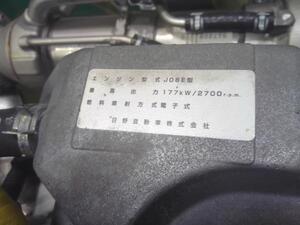 エンジン型式J08E型
最高出力177kW/2700r.p.m.
燃料噴射方式電子式
日野自動車株式会社